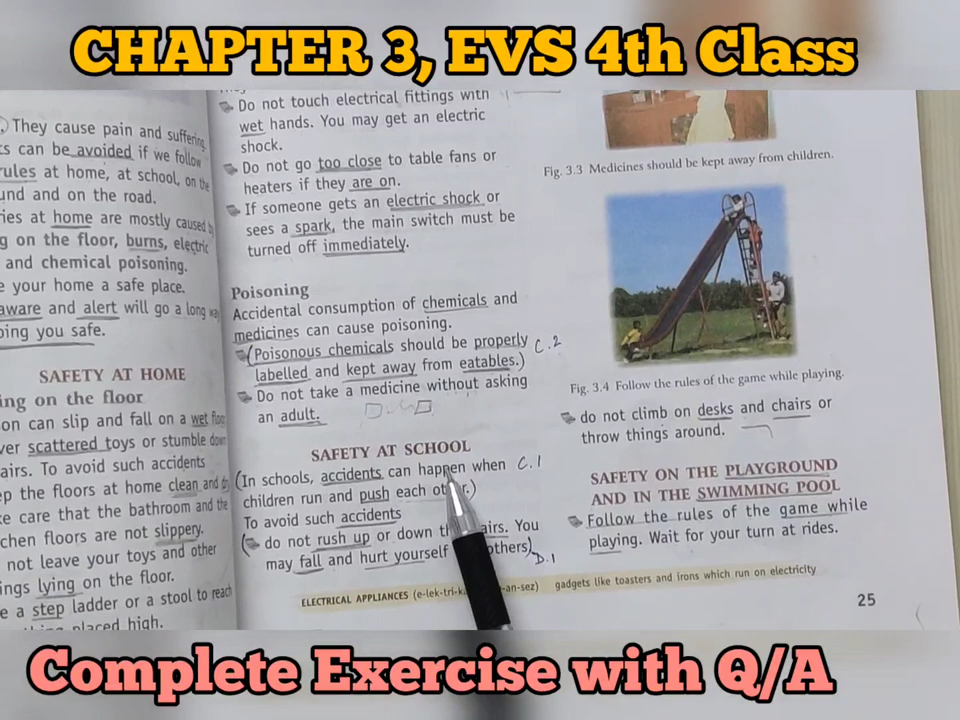 CHAPTER 3, EVS 4th Class
They cause pain and suffering.
can be avoided if we follow
rules at home, at school, on the
and on the road.
at home are mostly caused by
on the floor, burns, electric
and chemical poisoning.
your home a safe place.
aware and alert will go a long way
you safe.
SAFETY AT HOME
on the floor
can slip and fall on a wet floor
scattered toys or stumble down
To avoid such accidents
the floors at home clean and dry
care that the bathroom and the
floors are not slippery.
not leave your toys and other
lying on the floor.
a step ladder or a stool to reach
placed high.
Do not touch electrical fittings with
wet hands. You may get an electric
shock.
Do not go too close to table fans or
heaters if they are on.
If someone gets an electric shock or
sees a spark, the main switch must be
turned off immediately.
Poisoning
Accidental consumption of chemicals and
medicines can cause poisoning.
(Poisonous chemicals should be properly C.2
labelled and kept away from eatables.)
Do not take a medicine without asking
an adult.
SAFETY AT SCHOOL
(In schools, accidents can happen when C.1
children run and push each other.)
To avoid such accidents
(do not rush up or down the stairs. You
may fall and hurt yourself others) D.1
Fig. 3.3 Medicines should be kept away from children.
Fig. 3.4 Follow the rules of the game while playing.
do not climb on desks and chairs or
throw things around.
SAFETY ON THE PLAYGROUND
AND IN THE SWIMMING POOL
Follow the rules of the game while
playing. Wait for your turn at rides.
ELECTRICAL APPLIANCES (e-lek-tri- -an-sez) gadgets like toasters and irons which run on electricity
25
Complete Exercise with Q/A